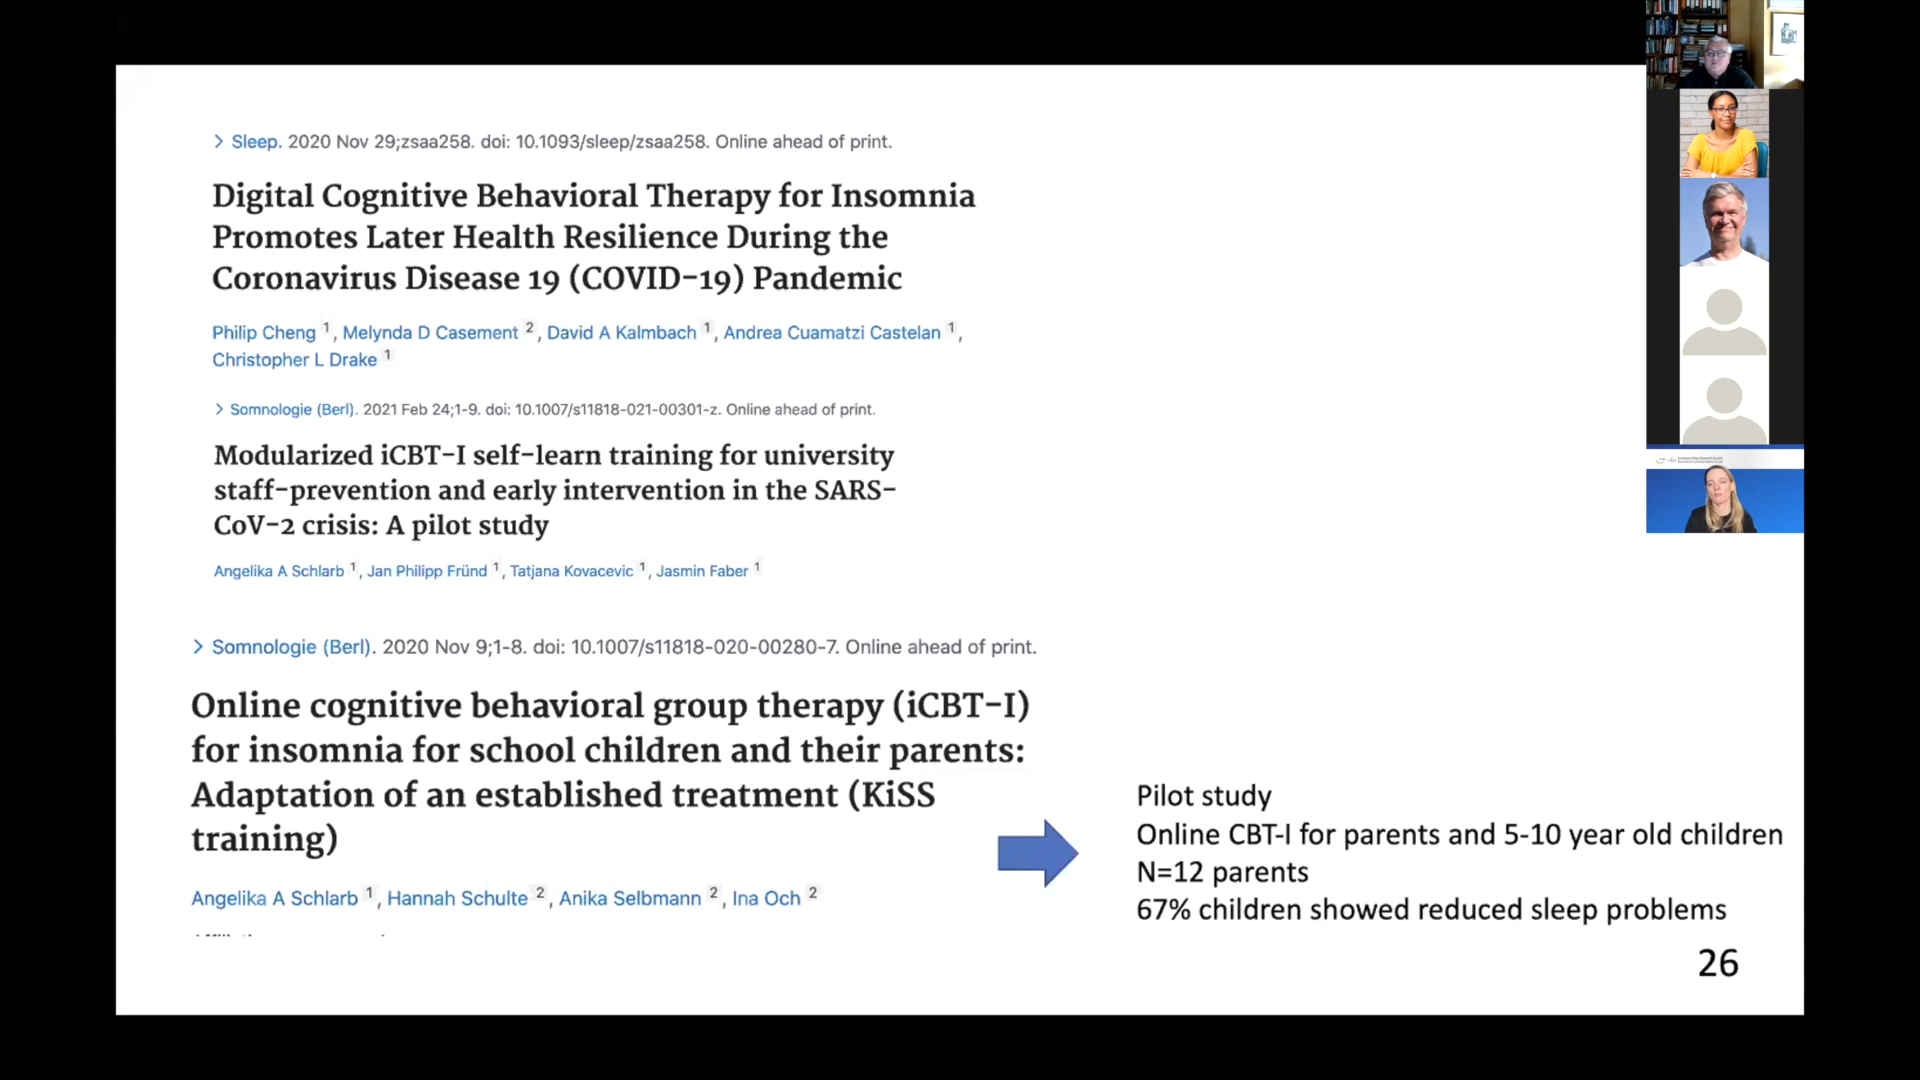 > Sleep. 2020 Nov 29;zsaa258. doi: 10.1093/sleep/zsaa258. Online ahead of print.
Digital Cognitive Behavioral Therapy for Insomnia
Promotes Later Health Resilience During the
Coronavirus Disease 19 (COVID-19) Pandemic
Philip Cheng 1, Melynda D Casement 2, David A Kalmbach 1, Andrea Cuamatzi Castelan 1,
Christopher L Drake 1
> Somnologie (Berl). 2021 Feb 24;1-9. doi: 10.1007/s11818-021-00301-z. Online ahead of print.
Modularized iCBT-I self-learn training for university
staff-prevention and early intervention in the SARS-
CoV-2 crisis: A pilot study
Angelika A Schlarb 1, Jan Philipp Fründ 1, Tatjana Kovacevic 1, Jasmin Faber 1
> Somnologie (Berl). 2020 Nov 9;1-8. doi: 10.1007/s11818-020-00280-7. Online ahead of print.
Online cognitive behavioral group therapy (iCBT-I)
for insomnia for school children and their parents:
Adaptation of an established treatment (KiSS
training)
Angelika A Schlarb 1, Hannah Schulte 2, Anika Selbmann 2, Ina Och 2
Pilot study
Online CBT-I for parents and 5-10 year old children
N=12 parents
67% children showed reduced sleep problems
26